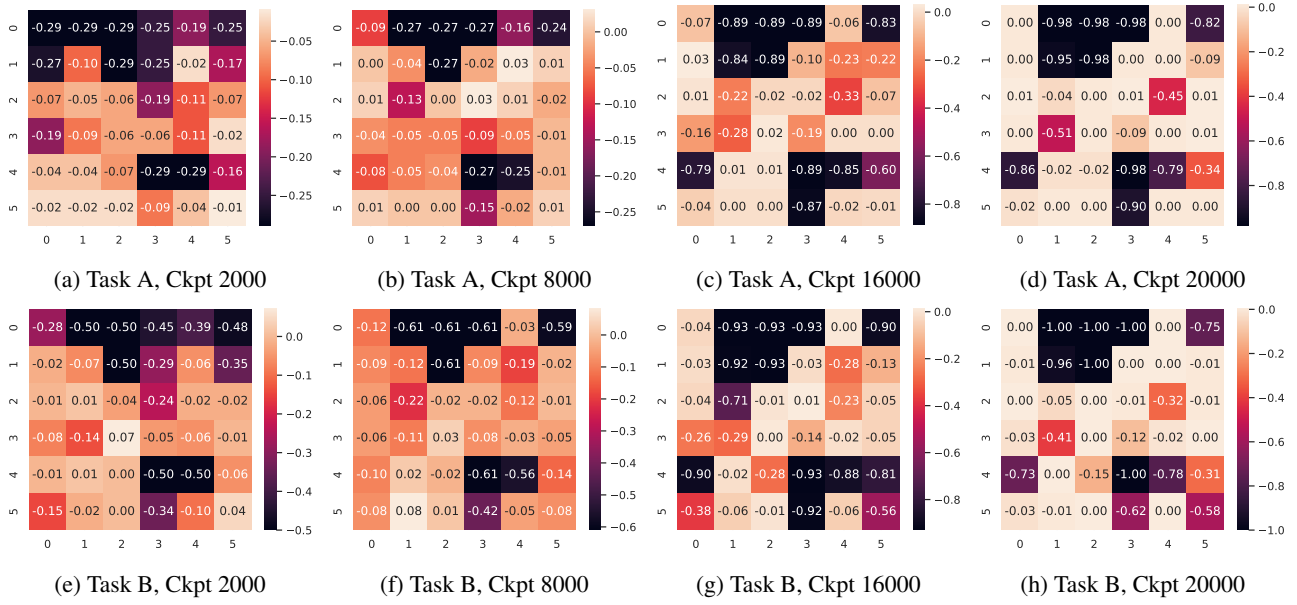 0 -0.29 -0.29 -0.29 -0.25 -0.19 -0.25
1 -0.27 -0.10 -0.29 -0.25 -0.02 -0.17
2 -0.07 -0.05 -0.06 -0.19 -0.11 -0.07
3 -0.19 -0.09 -0.06 -0.06 -0.11 -0.02
4 -0.04 -0.04 -0.07 -0.29 -0.29 -0.16
5 -0.02 -0.02 -0.02 -0.09 -0.04 -0.01
0 1 2 3 4 5
−0.05
−0.10
−0.15
−0.20
−0.25
(a) Task A, Ckpt 2000
0 -0.09 -0.27 -0.27 -0.27 -0.16 -0.24
1 0.00 -0.04 -0.27 -0.02 0.03 0.01
2 0.01 -0.13 0.00 0.03 0.01 -0.02
3 -0.04 -0.05 -0.04 -0.09 -0.05 0.01
4 -0.08 -0.05 -0.04 -0.27 -0.25 -0.01
5 0.01 0.00 0.00 -0.15 -0.02 0.01
0 1 2 3 4 5
0.00
−0.05
−0.10
−0.15
−0.20
−0.25
(b) Task A, Ckpt 8000
0 -0.07 -0.89 -0.89 -0.89 -0.06 -0.83
1 0.03 -0.84 -0.89 -0.10 -0.23 -0.22
2 0.01 -0.22 -0.02 -0.02 -0.33 -0.07
3 -0.16 -0.28 0.02 -0.19 0.00 0.00
4 -0.79 0.01 0.01 -0.89 -0.85 -0.60
5 -0.04 0.00 0.01 -0.87 -0.02 -0.02
0 1 2 3 4 5
0.0
−0.2
−0.4
−0.6
−0.8
(c) Task A, Ckpt 16000
0 0.00 -0.98 -0.98 -0.98 0.00 -0.82
1 0.01 -0.95 -0.98 0.00 0.01 -0.09
2 0.01 -0.04 0.00 0.01 -0.45 0.01
3 0.00 -0.51 0.00 -0.09 0.00 0.01
4 -0.86 -0.02 -0.02 -0.98 -0.79 -0.34
5 -0.02 0.00 0.00 -0.90 0.00 0.00
0 1 2 3 4 5
0.0
−0.2
−0.4
−0.6
−0.8
(d) Task A, Ckpt 20000
0 -0.28 -0.50 -0.50 -0.45 -0.39 -0.48
1 -0.02 -0.07 -0.50 -0.29 -0.06 -0.35
2 -0.01 0.01 -0.04 -0.24 -0.02 -0.02
3 -0.08 -0.14 0.07 -0.05 -0.06 -0.01
4 -0.01 0.01 0.00 -0.50 -0.50 -0.06
5 -0.15 -0.02 0.00 -0.34 -0.10 0.04
0 1 2 3 4 5
0.0
−0.1
−0.2
−0.3
−0.4
−0.5
(e) Task B, Ckpt 2000
0 -0.12 -0.61 -0.61 -0.61 -0.03 -0.59
1 -0.09 -0.12 -0.61 -0.09 -0.19 -0.02
2 -0.06 -0.22 -0.02 -0.01 -0.12 -0.01
3 -0.06 -0.11 0.03 -0.08 -0.03 -0.05
4 -0.10 0.02 -0.02 -0.61 -0.56 -0.14
5 -0.08 0.08 0.01 -0.42 -0.05 -0.08
0 1 2 3 4 5
0.0
−0.1
−0.2
−0.3
−0.4
−0.5
−0.6
(f) Task B, Ckpt 8000
0 -0.04 -0.93 -0.93 -0.93 0.00 -0.90
1 -0.03 -0.92 -0.93 -0.04 -0.28 -0.13
2 -0.04 -0.71 -0.01 0.01 -0.23 -0.05
3 -0.26 -0.29 0.00 -0.14 -0.02 -0.05
4 -0.90 -0.02 -0.28 -0.93 -0.88 -0.81
5 -0.38 -0.06 -0.01 -0.92 -0.06 -0.56
0 1 2 3 4 5
0.0
−0.2
−0.4
−0.6
−0.8
(g) Task B, Ckpt 16000
0 0.00 -1.00 -1.00 -1.00 0.00 -0.75
1 -0.01 -0.96 -1.00 0.00 0.00 -0.01
2 0.00 -0.05 0.00 -0.01 -0.32 -0.01
3 -0.03 -0.41 0.00 -0.12 -0.02 0.00
4 -0.73 0.00 -0.15 -1.00 -0.78 -0.31
5 -0.03 -0.01 0.00 -0.62 0.00 -0.58
0 1 2 3 4 5
0.0
−0.2
−0.4
−0.6
−0.8
−1.0
(h) Task B, Ckpt 20000